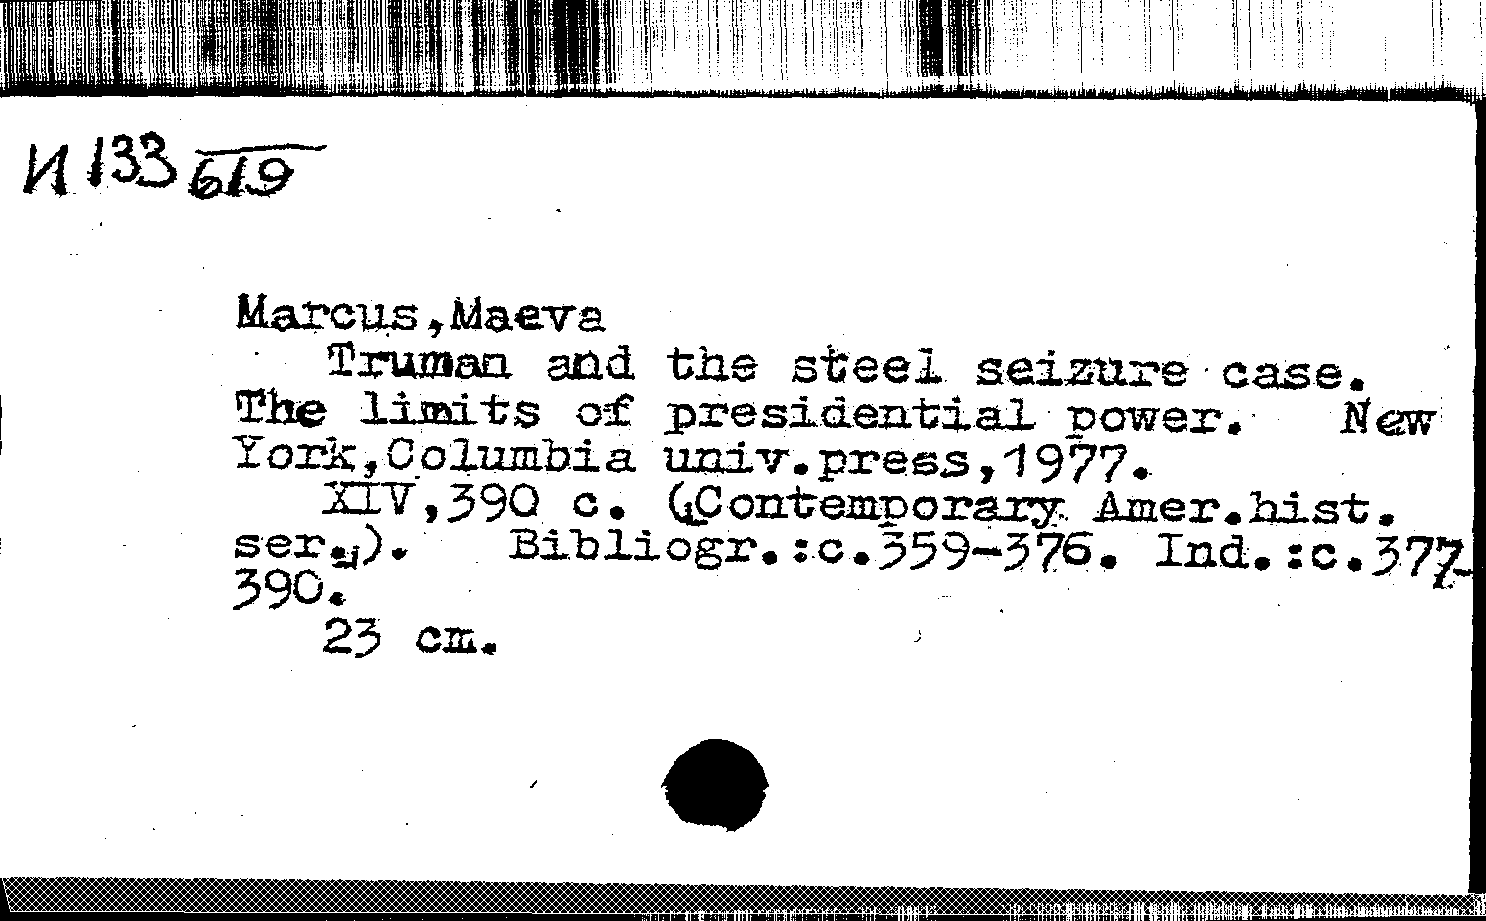 И 133 619
Marcus,Maeva
Truman and the steel seizure case.
The limits of presidential power. New
York,Columbia univ.press,1977.
XIV,390 c. („Contemporary Amer.hist.
ser.„). Bibliogr.:c.359-376. Ind.:c.377-
390.
23 cm.